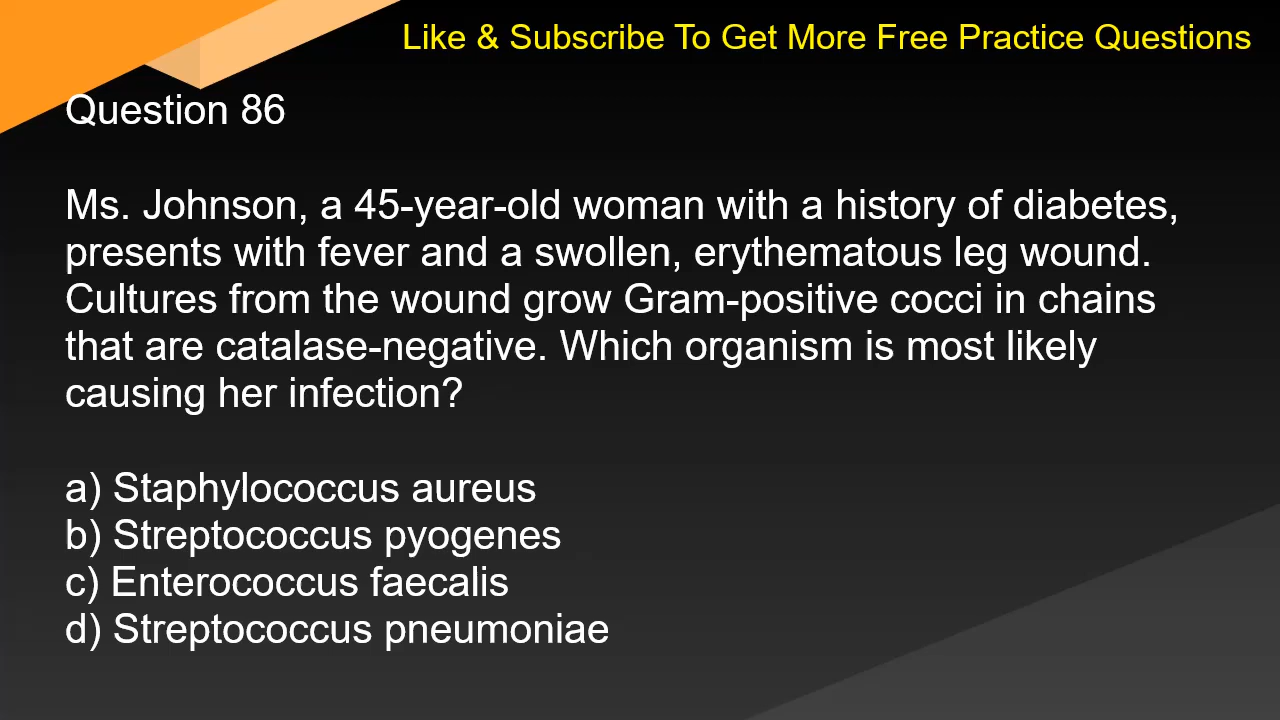 Like & Subscribe To Get More Free Practice Questions
Question 86
Ms. Johnson, a 45-year-old woman with a history of diabetes,
presents with fever and a swollen, erythematous leg wound.
Cultures from the wound grow Gram-positive cocci in chains
that are catalase-negative. Which organism is most likely
causing her infection?
a) Staphylococcus aureus
b) Streptococcus pyogenes
c) Enterococcus faecalis
d) Streptococcus pneumoniae